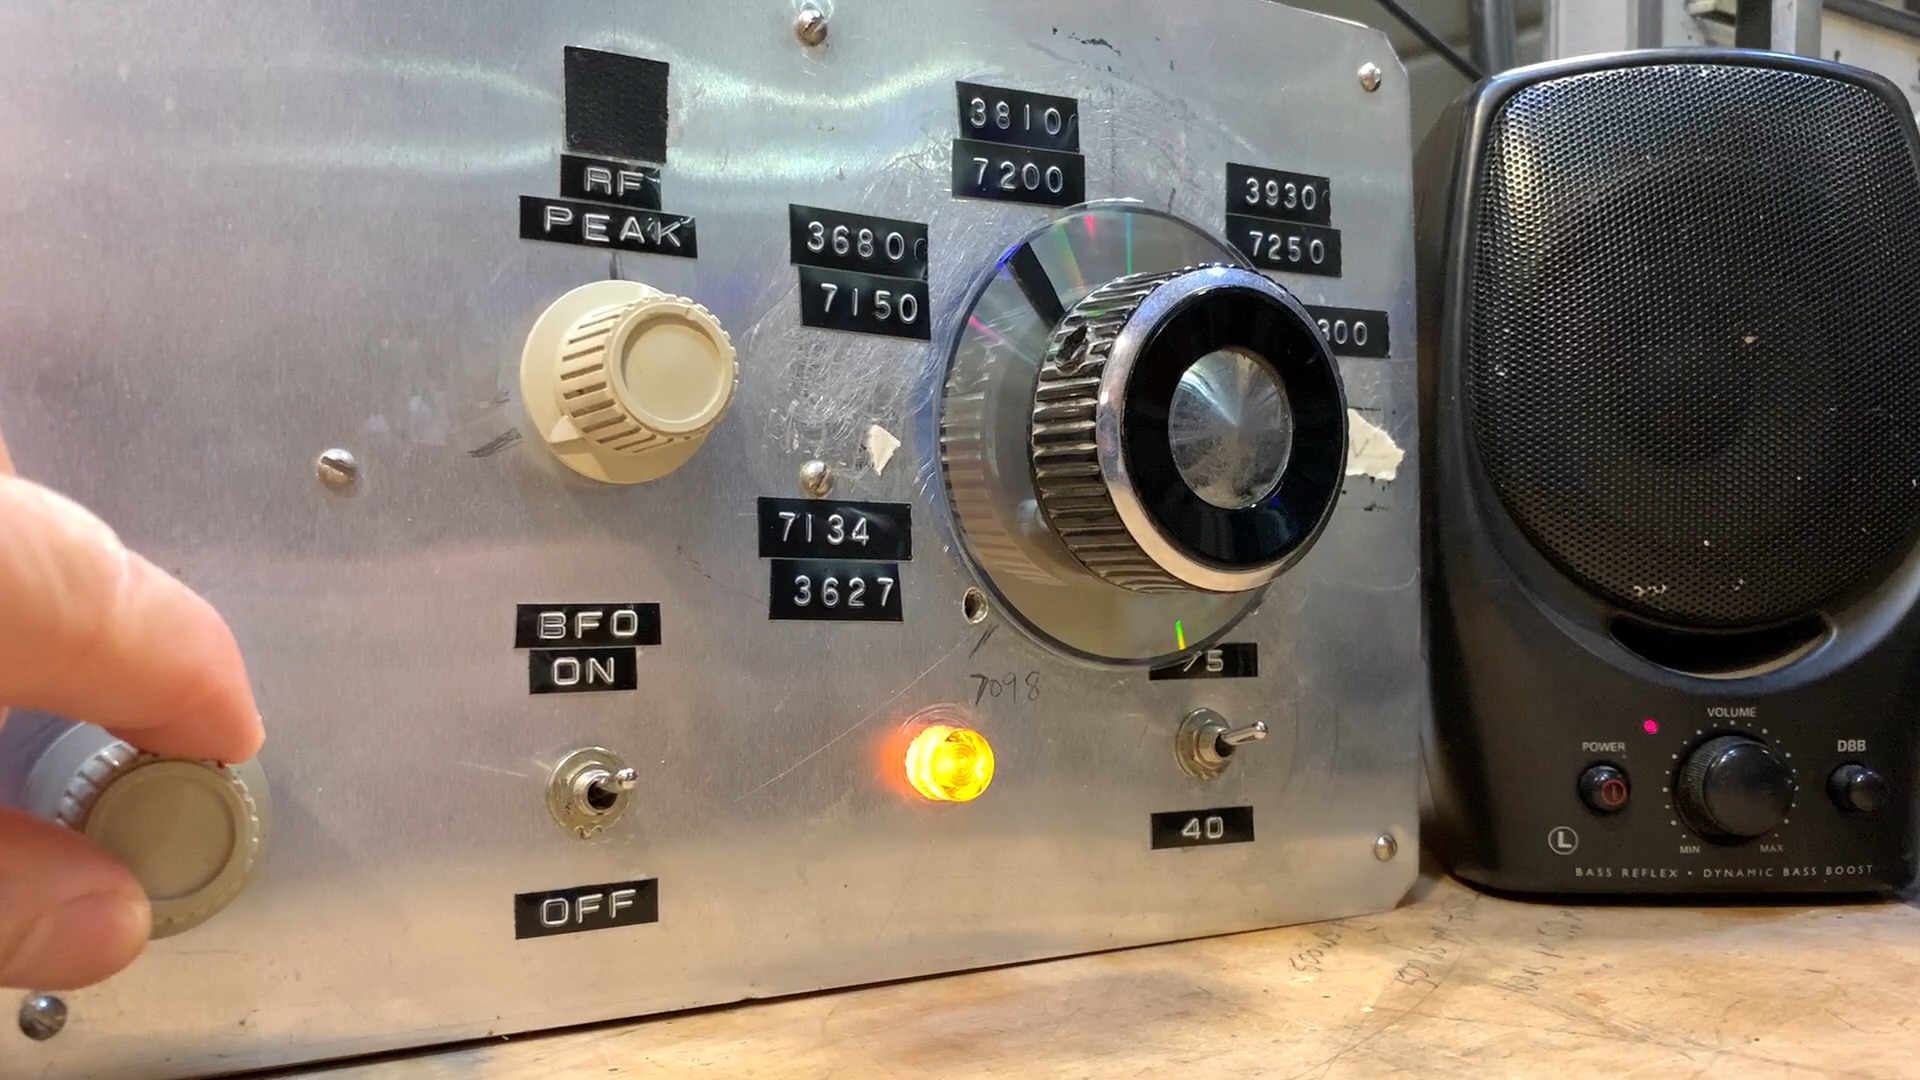 RF
PEAK
3810
7200
3680
7150
3930
7250
300
7134
3627
7098
BFO
ON
OFF
75
40
VOLUME
POWER
DBB
MIN
MAX
L
BASS REFLEX • DYNAMIC BASS BOOST